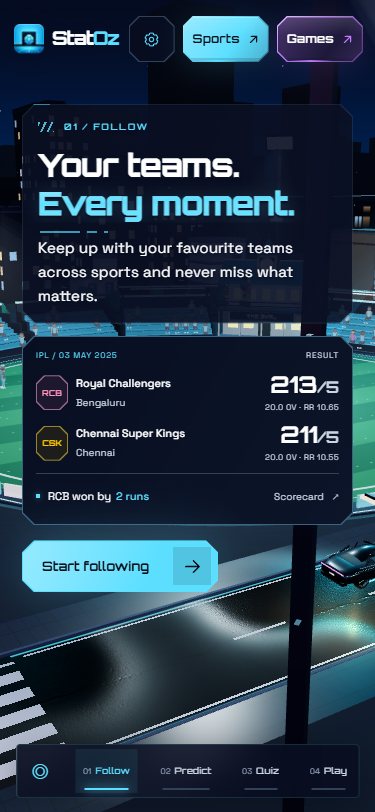 StatOz
Sports ↗
Games ↗
01 / FOLLOW
Your teams.
Every moment.
Keep up with your favourite teams
across sports and never miss what
matters.
IPL / 03 MAY 2025 RESULT
RCB Royal Challengers 213/5
Bengaluru 20.0 OV · RR 10.65
CSK Chennai Super Kings 211/5
Chennai 20.0 OV · RR 10.55
RCB won by 2 runs Scorecard ↗
Start following →
01 Follow 02 Predict 03 Quiz 04 Play